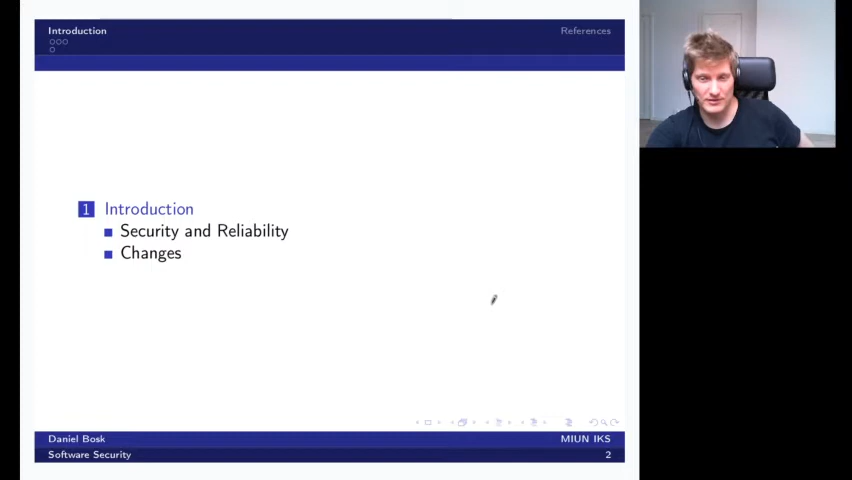 Introduction
References
1 Introduction
Security and Reliability
Changes
Daniel Bosk
MIUN IKS
Software Security
2